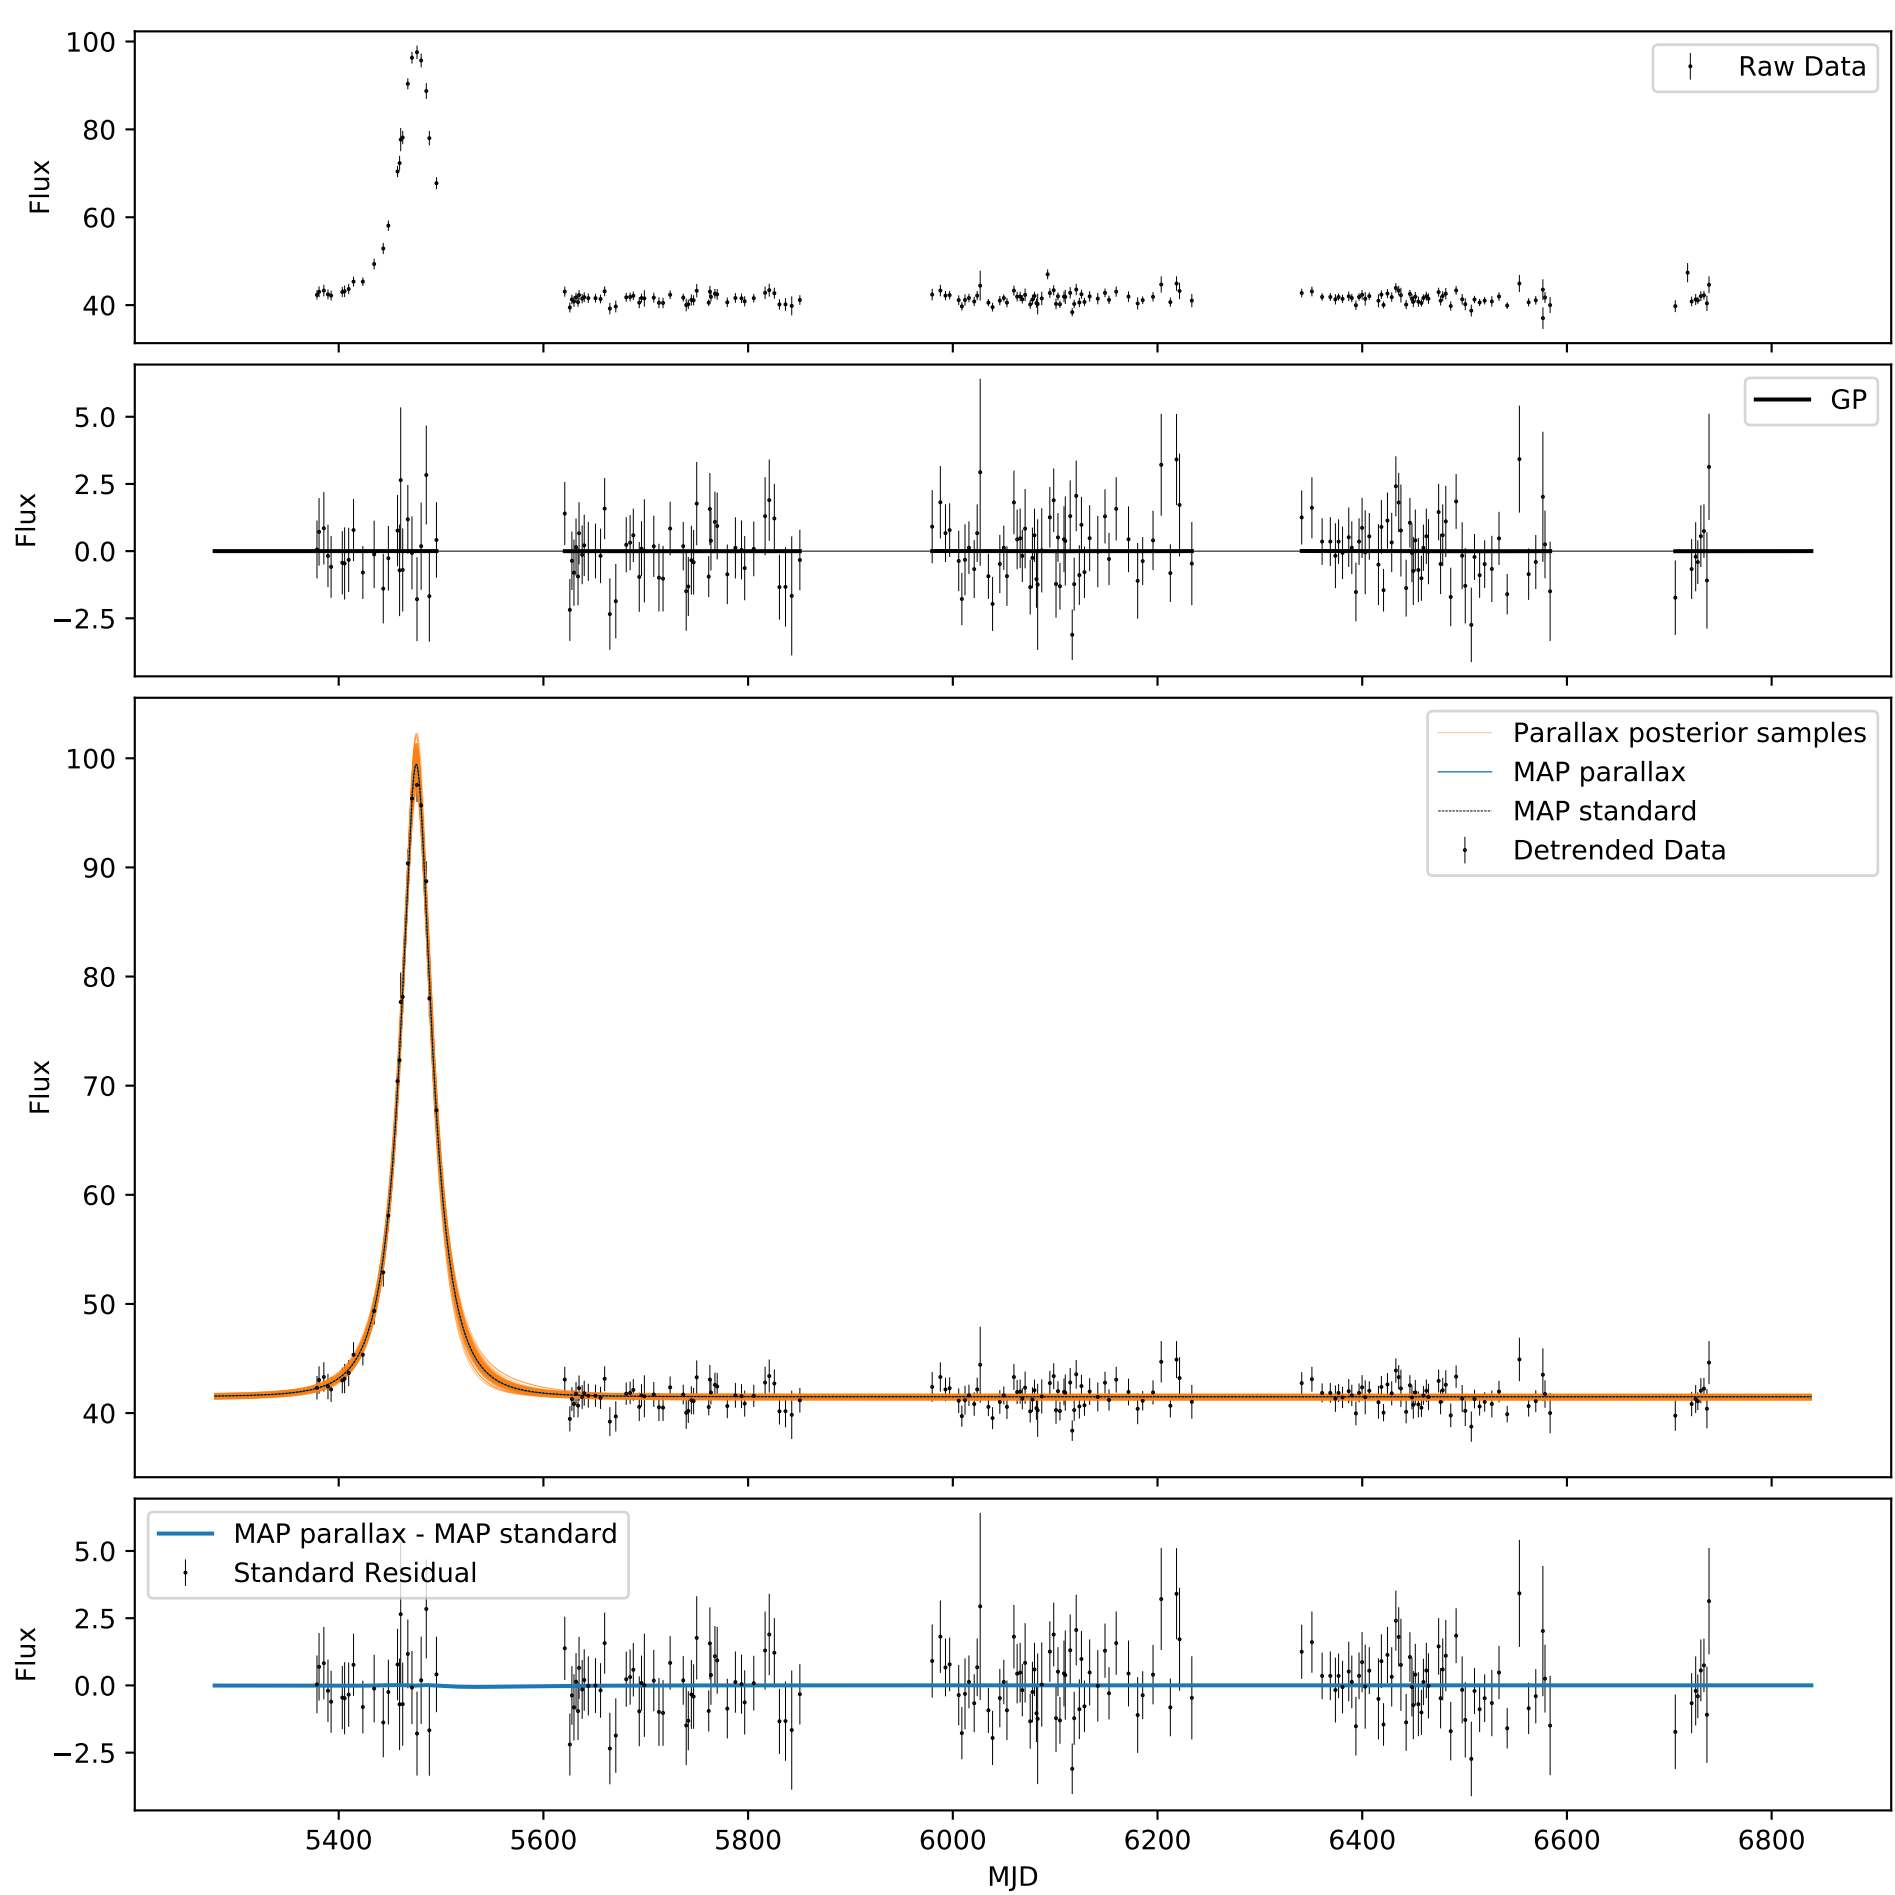 100
80
60
40
Flux
Raw Data
5.0
2.5
0.0
−2.5
Flux
GP
100
90
80
70
60
50
40
Flux
Parallax posterior samples
MAP parallax
MAP standard
Detrended Data
5.0
2.5
0.0
−2.5
Flux
MAP parallax - MAP standard
Standard Residual
5400 5600 5800 6000 6200 6400 6600 6800
MJD